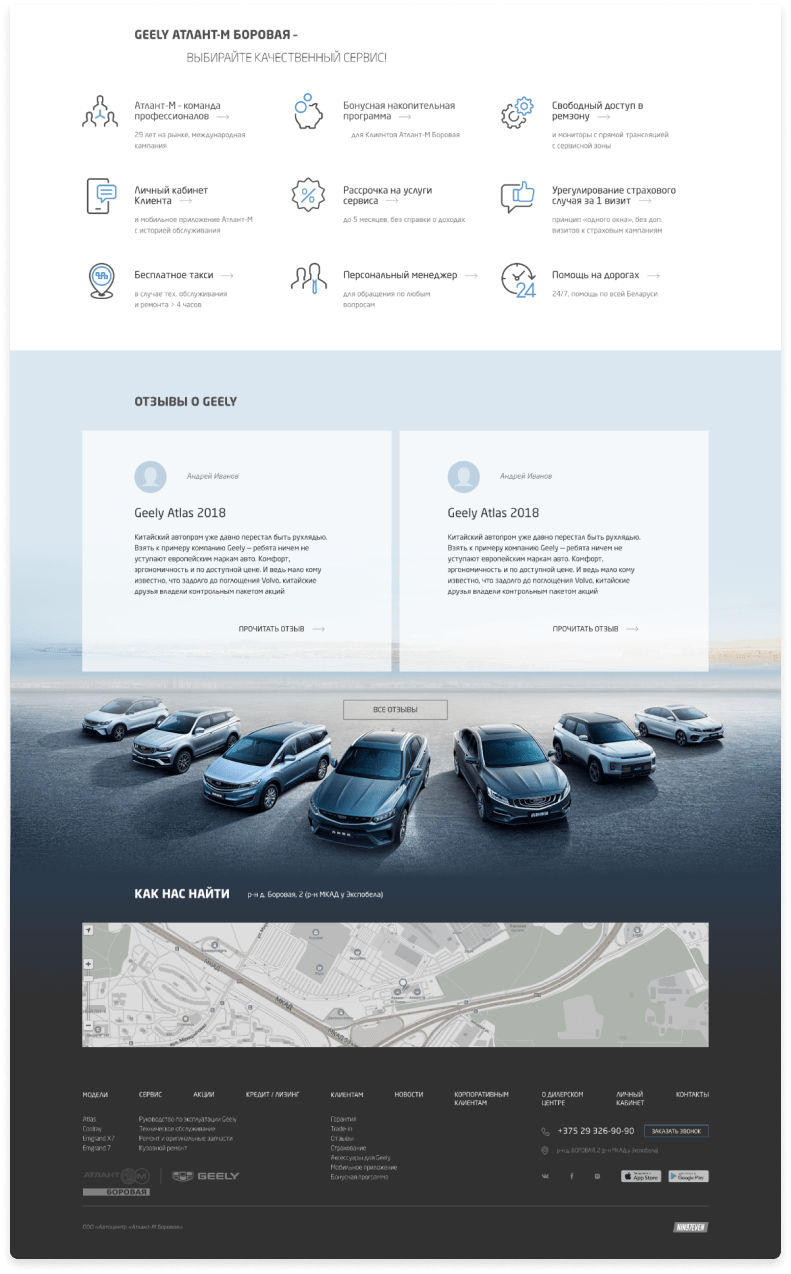 GEELY АТЛАНТ-М БОРОВАЯ –
ВЫБИРАЙТЕ КАЧЕСТВЕННЫЙ СЕРВИС!
Атлант-М – команда
профессионалов
29 лет на рынке, международная
кампания
Бонусная накопительная
программа
для Клиентов Атлант-М Боровая
Свободный доступ в
ремзону
и мониторы с прямой трансляцией
с сервисной зоны
Личный кабинет
Клиента
и мобильное приложение Атлант-М
с историей обслуживания
Рассрочка на услуги
сервиса
до 5 месяцев, без справки о доходах
Урегулирование страхового
случая за 1 визит
принцип «одного окна», без доп.
визитов к страховым кампаниям
Бесплатное такси
в случае тех. обслуживания
и ремонта > 4 часов
Персональный менеджер
для обращения по любым
вопросам
24
Помощь на дорогах
24/7, помощь по всей Беларуси
ОТЗЫВЫ О GEELY
Андрей Иванов
Geely Atlas 2018
Китайский автопром уже давно перестал быть рухлядью.
Взять к примеру компанию Geely — ребята ничем не
уступают европейским маркам авто. Комфорт,
эргономичность и по доступной цене. И ведь мало кому
известно, что задолго до поглощения Volvo, китайские
друзья владели контрольным пакетом акций
ПРОЧИТАТЬ ОТЗЫВ
Андрей Иванов
Geely Atlas 2018
Китайский автопром уже давно перестал быть рухлядью.
Взять к примеру компанию Geely — ребята ничем не
уступают европейским маркам авто. Комфорт,
эргономичность и по доступной цене. И ведь мало кому
известно, что задолго до поглощения Volvo, китайские
друзья владели контрольным пакетом акций
ПРОЧИТАТЬ ОТЗЫВ
ВСЕ ОТЗЫВЫ
КАК НАС НАЙТИ
р-н д. Боровая, 2 (р-н МКАД у Экспобела)
МКАД
МКАД
МКАД
МОДЕЛИ
СЕРВИС
АКЦИИ
КРЕДИТ / ЛИЗИНГ
КЛИЕНТАМ
НОВОСТИ
КОРПОРАТИВНЫМ
КЛИЕНТАМ
О ДИЛЕРСКОМ
ЦЕНТРЕ
ЛИЧНЫЙ
КАБИНЕТ
КОНТАКТЫ
Atlas
Coolray
Emgrand X7
Emgrand 7
Руководство по эксплуатации Geely
Техническое обслуживание
Ремонт и оригинальные запчасти
Кузовной ремонт
Гарантия
Trade-in
Отзывы
Страхование
Аксессуары для Geely
Мобильное приложение
Бонусная программа
+375 29 326-90-90
ЗАКАЗАТЬ ЗВОНОК
р-н д. БОРОВАЯ, 2 (р-н МКАД у Экспобела)
АТЛАНТ М
БОРОВАЯ
GEELY
App Store
Google Play
ООО «Автоцентр «Атлант-М Боровая»
NINE7EVEN